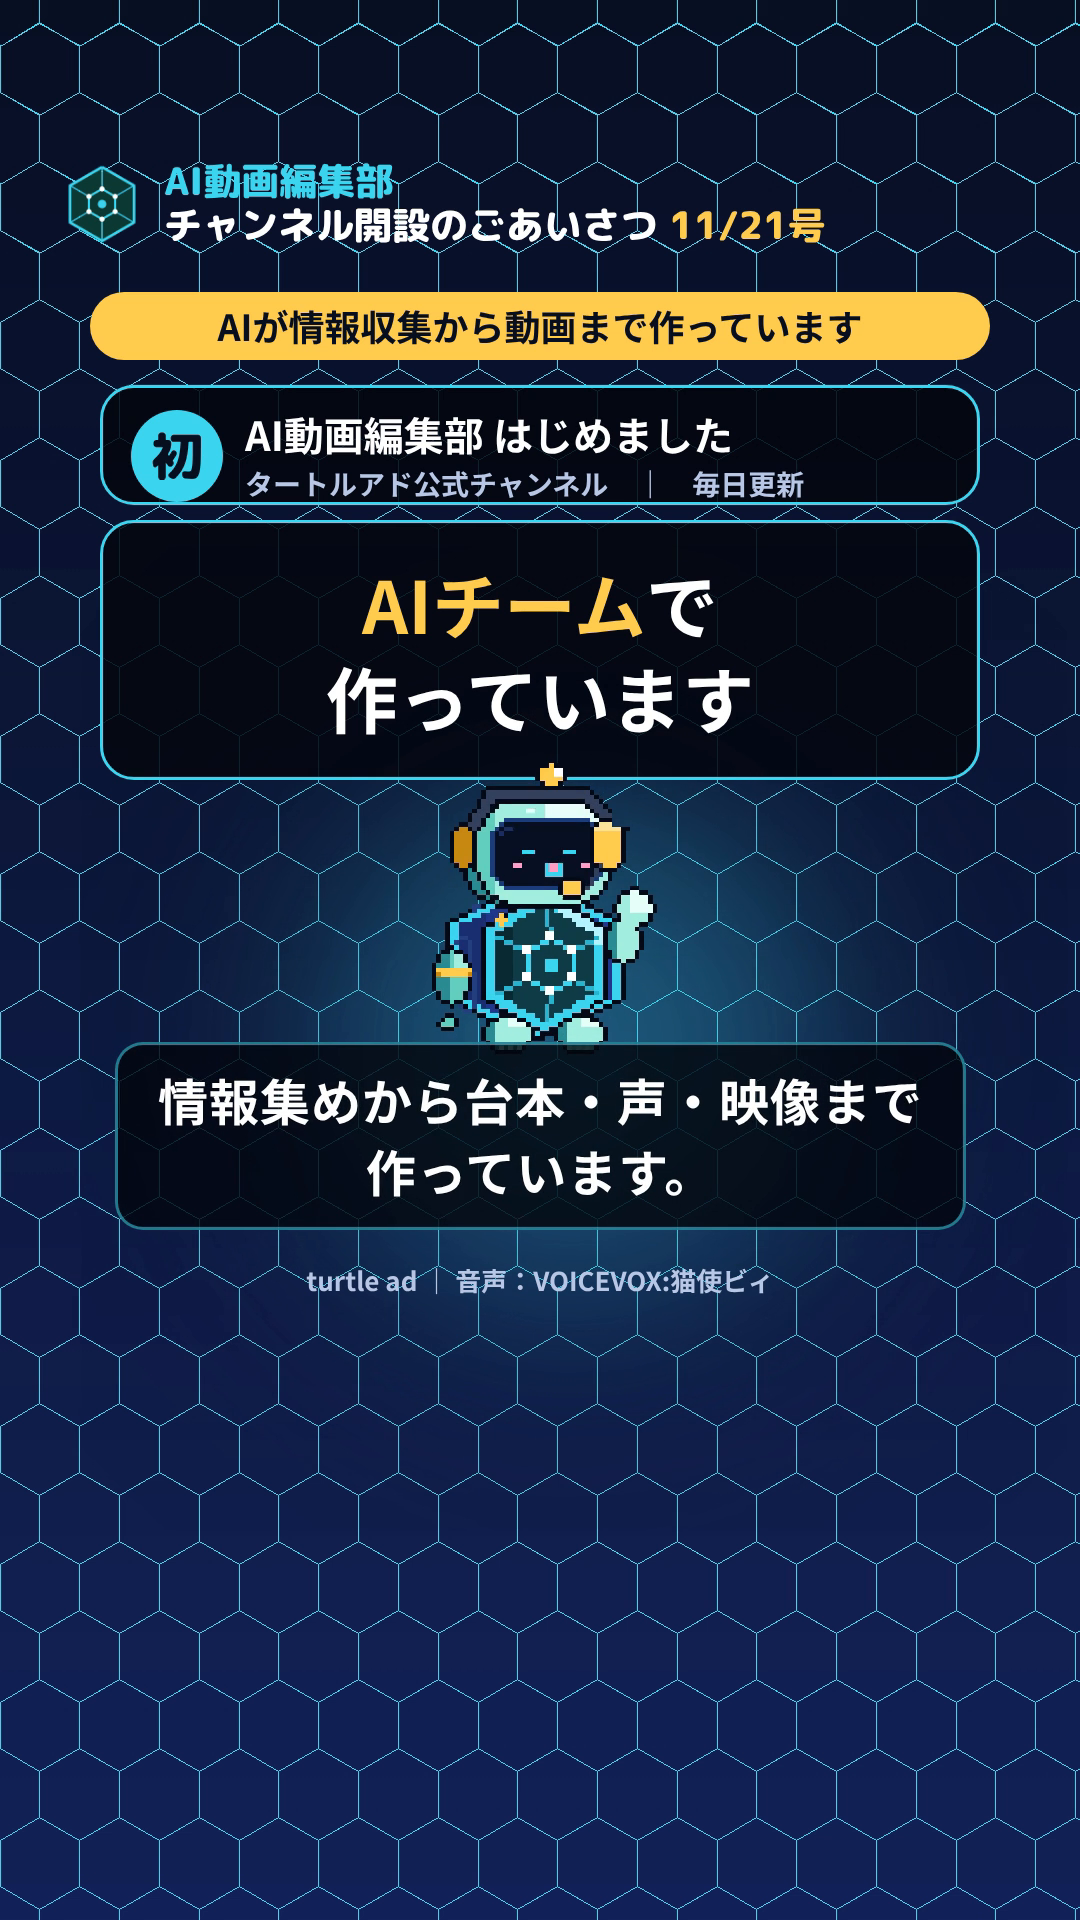 AI動画編集部
チャンネル開設のごあいさつ 11/21号
AIが情報収集から動画まで作っています
初
AI動画編集部 はじめました
タートルアド公式チャンネル ｜ 毎日更新
AIチームで
作っています
情報集めから台本・声・映像まで
作っています。
turtle ad ｜ 音声：VOICEVOX:猫使ビィ